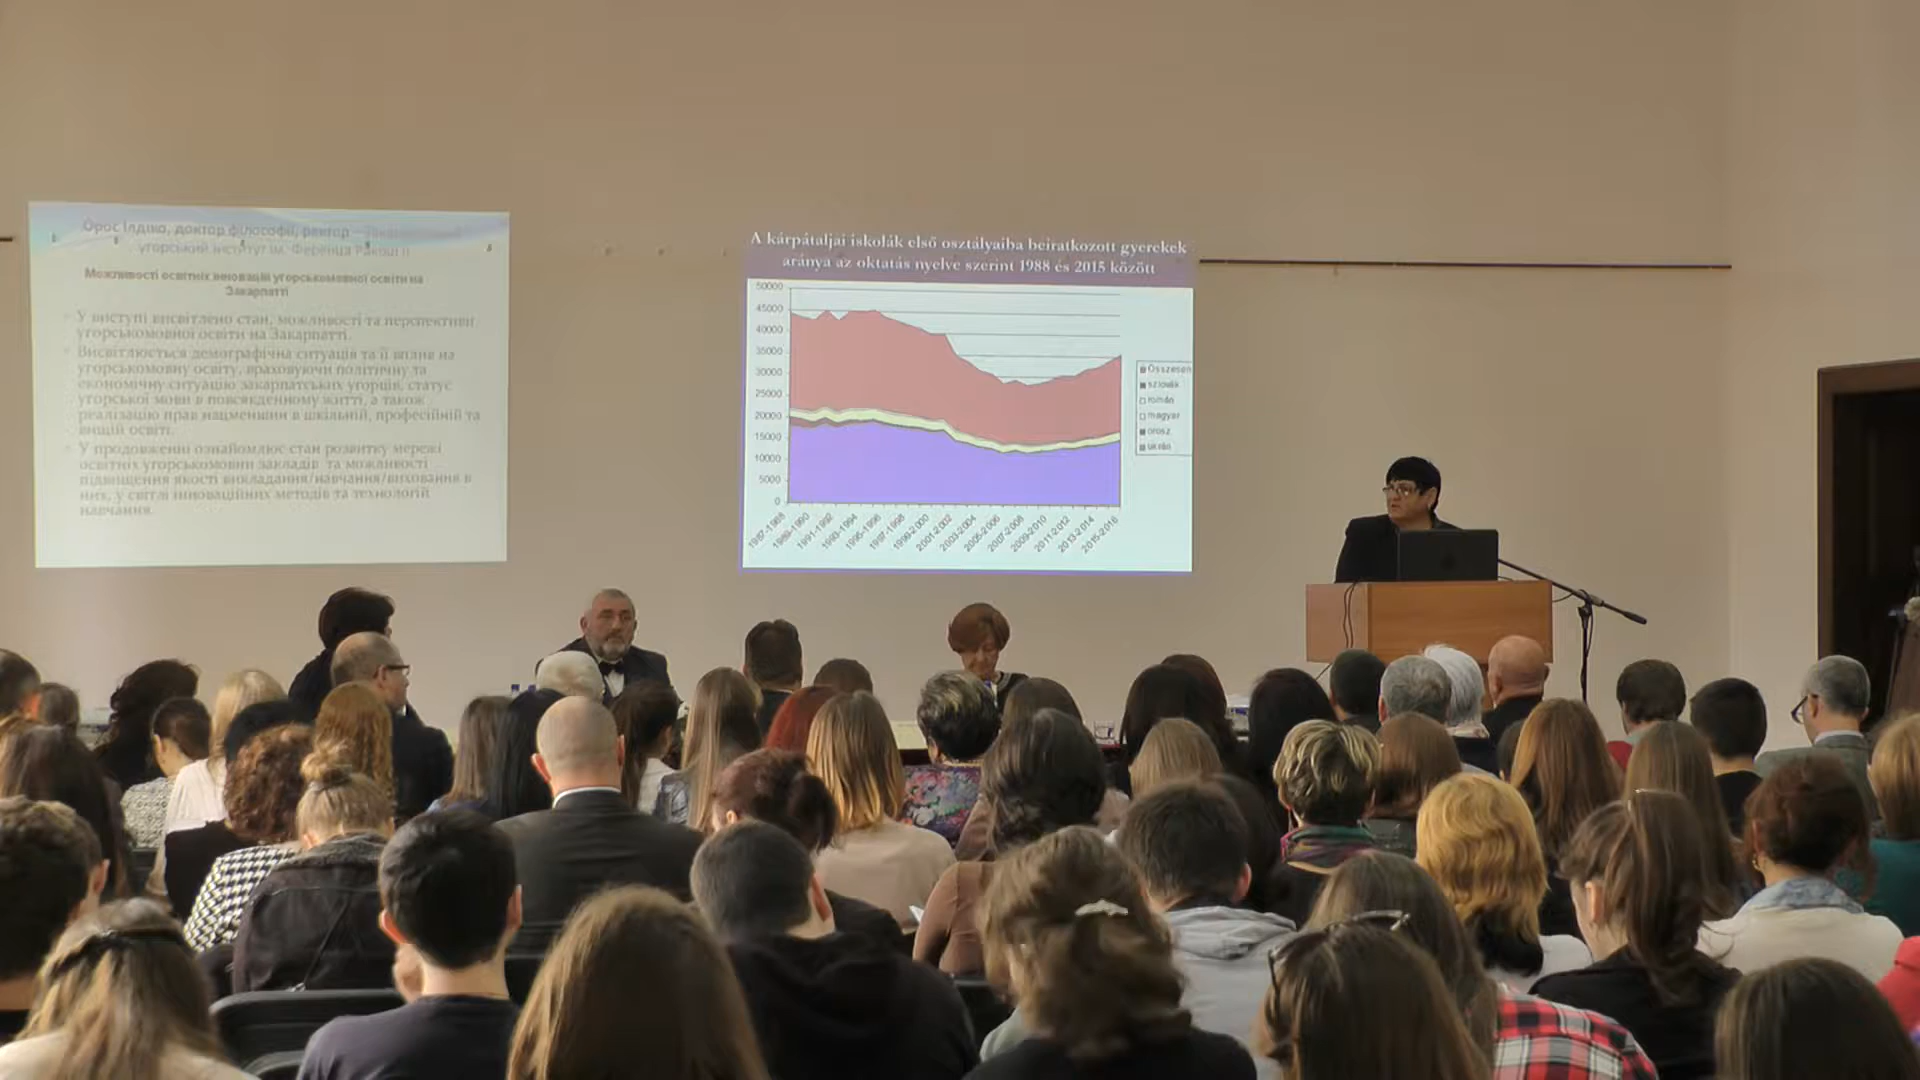 Орос Ілдіко, доктор філософії, ректор –
угорський інститут ім. Ференца Ракоці ІІ
Можливості освітніх інновацій угорськомовної освіти на
Закарпатті
У виступі висвітлено стан, можливості та перспективи
угорськомовної освіти на Закарпатті.
Висвітлюється демографічна ситуація та її вплив на
угорськомовну освіту, враховуючи політичну та
економічну ситуацію закарпатських угорців, статус
угорської мови в повсякденному житті, а також
реалізацію прав нацменшин в шкільній, професійній та
вищій освіті.
У продовженні ознайомлює стан розвитку мережі
освітніх угорськомовни закладів та можливості
підвищення якості викладання/навчання/виховання в
них, у світлі інноваційних методів та технологій
навчання.
A kárpátaljai iskolák első osztályaiba beiratkozott gyerekek
aránya az oktatás nyelve szerint 1988 és 2015 között
50000
45000
40000
35000
30000
25000
20000
15000
10000
5000
0
1987-1988
1989-1990
1991-1992
1993-1994
1995-1996
1997-1998
1999-2000
2001-2002
2003-2004
2005-2006
2007-2008
2009-2010
2011-2012
2013-2014
2015-2016
Összesen
szlovák
román
magyar
orosz
ukrán